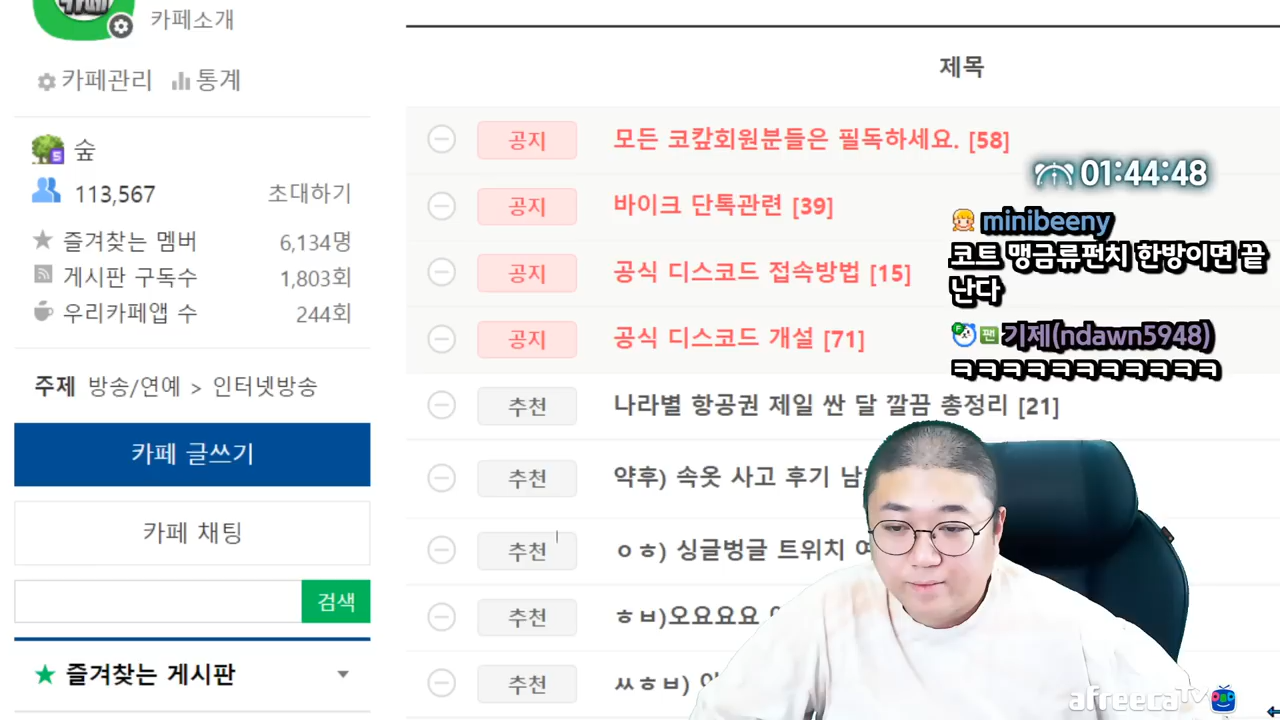 카페소개
카페관리 통계
숲
113,567 초대하기
즐겨찾는 멤버 6,134명
게시판 구독수 1,803회
우리카페앱 수 244회
주제 방송/연예 > 인터넷방송
카페 글쓰기
카페 채팅
검색
즐겨찾는 게시판
제목
공지 모든 코캎회원분들은 필독하세요. [58]
공지 바이크 단톡관련 [39]
공지 공식 디스코드 접속방법 [15]
공지 공식 디스코드 개설 [71]
추천 나라별 항공권 제일 싼 달 깔끔 총정리 [21]
추천 약후) 속옷 사고 후기 남
추천 ㅇㅎ) 싱글벙글 트위치 여
추천 ㅎㅂ)오요요요
추천 ㅆㅎㅂ)
01:44:48
minibeeny
코트 맹금류펀치 한방이면 끝
난다
팬 기제(ndawn5948)
ㅋㅋㅋㅋㅋㅋㅋㅋㅋㅋㅋ
afreecaTV